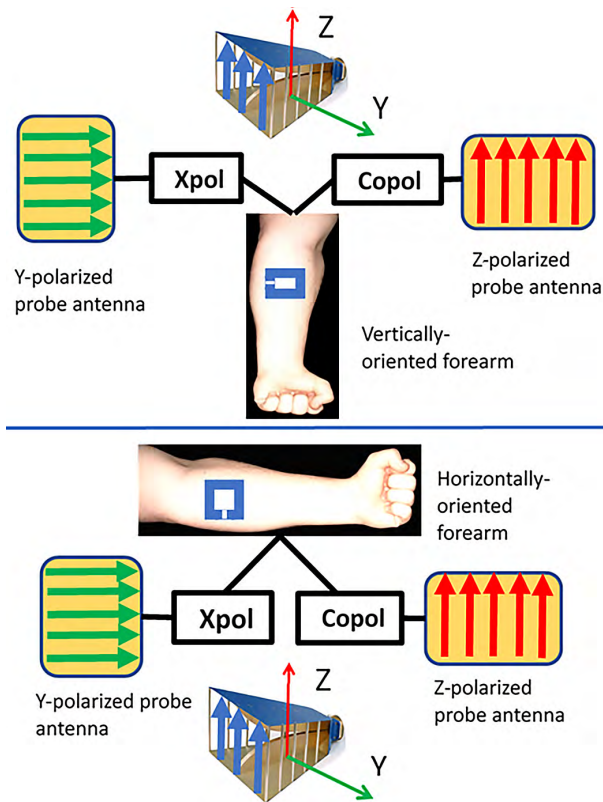 Z
Y
Xpol
Copol
Y-polarized
probe antenna
Z-polarized
probe antenna
Vertically-
oriented forearm
Horizontally-
oriented
forearm
Xpol
Copol
Y-polarized probe
antenna
Z-polarized
probe antenna
Z
Y